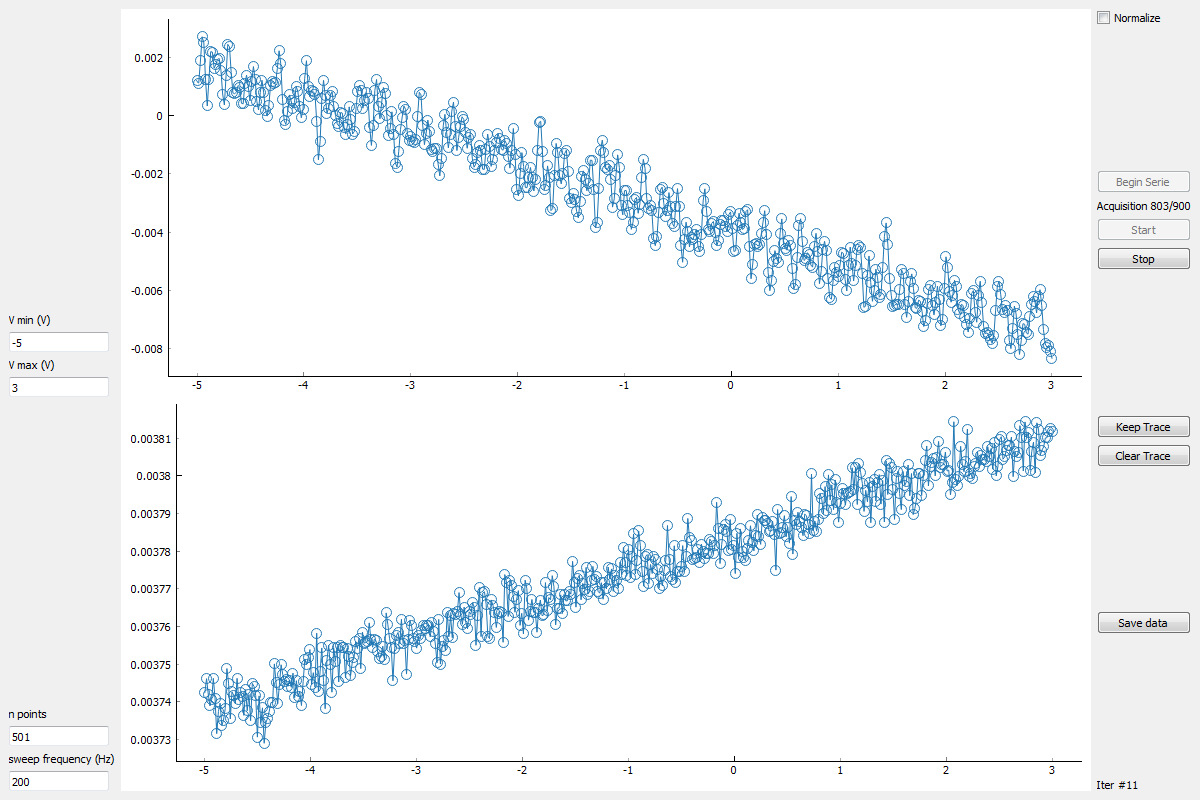 Normalize
0.002
0
-0.002
-0.004
-0.006
-0.008
-5 -4 -3 -2 -1 0 1 2 3
Begin Serie
Acquisition 803/900
Start
Stop
V min (V)
-5
V max (V)
3
0.00381
0.0038
0.00379
0.00378
0.00377
0.00376
0.00375
0.00374
0.00373
-5 -4 -3 -2 -1 0 1 2 3
Keep Trace
Clear Trace
Save data
n points
501
sweep frequency (Hz)
200
Iter #11